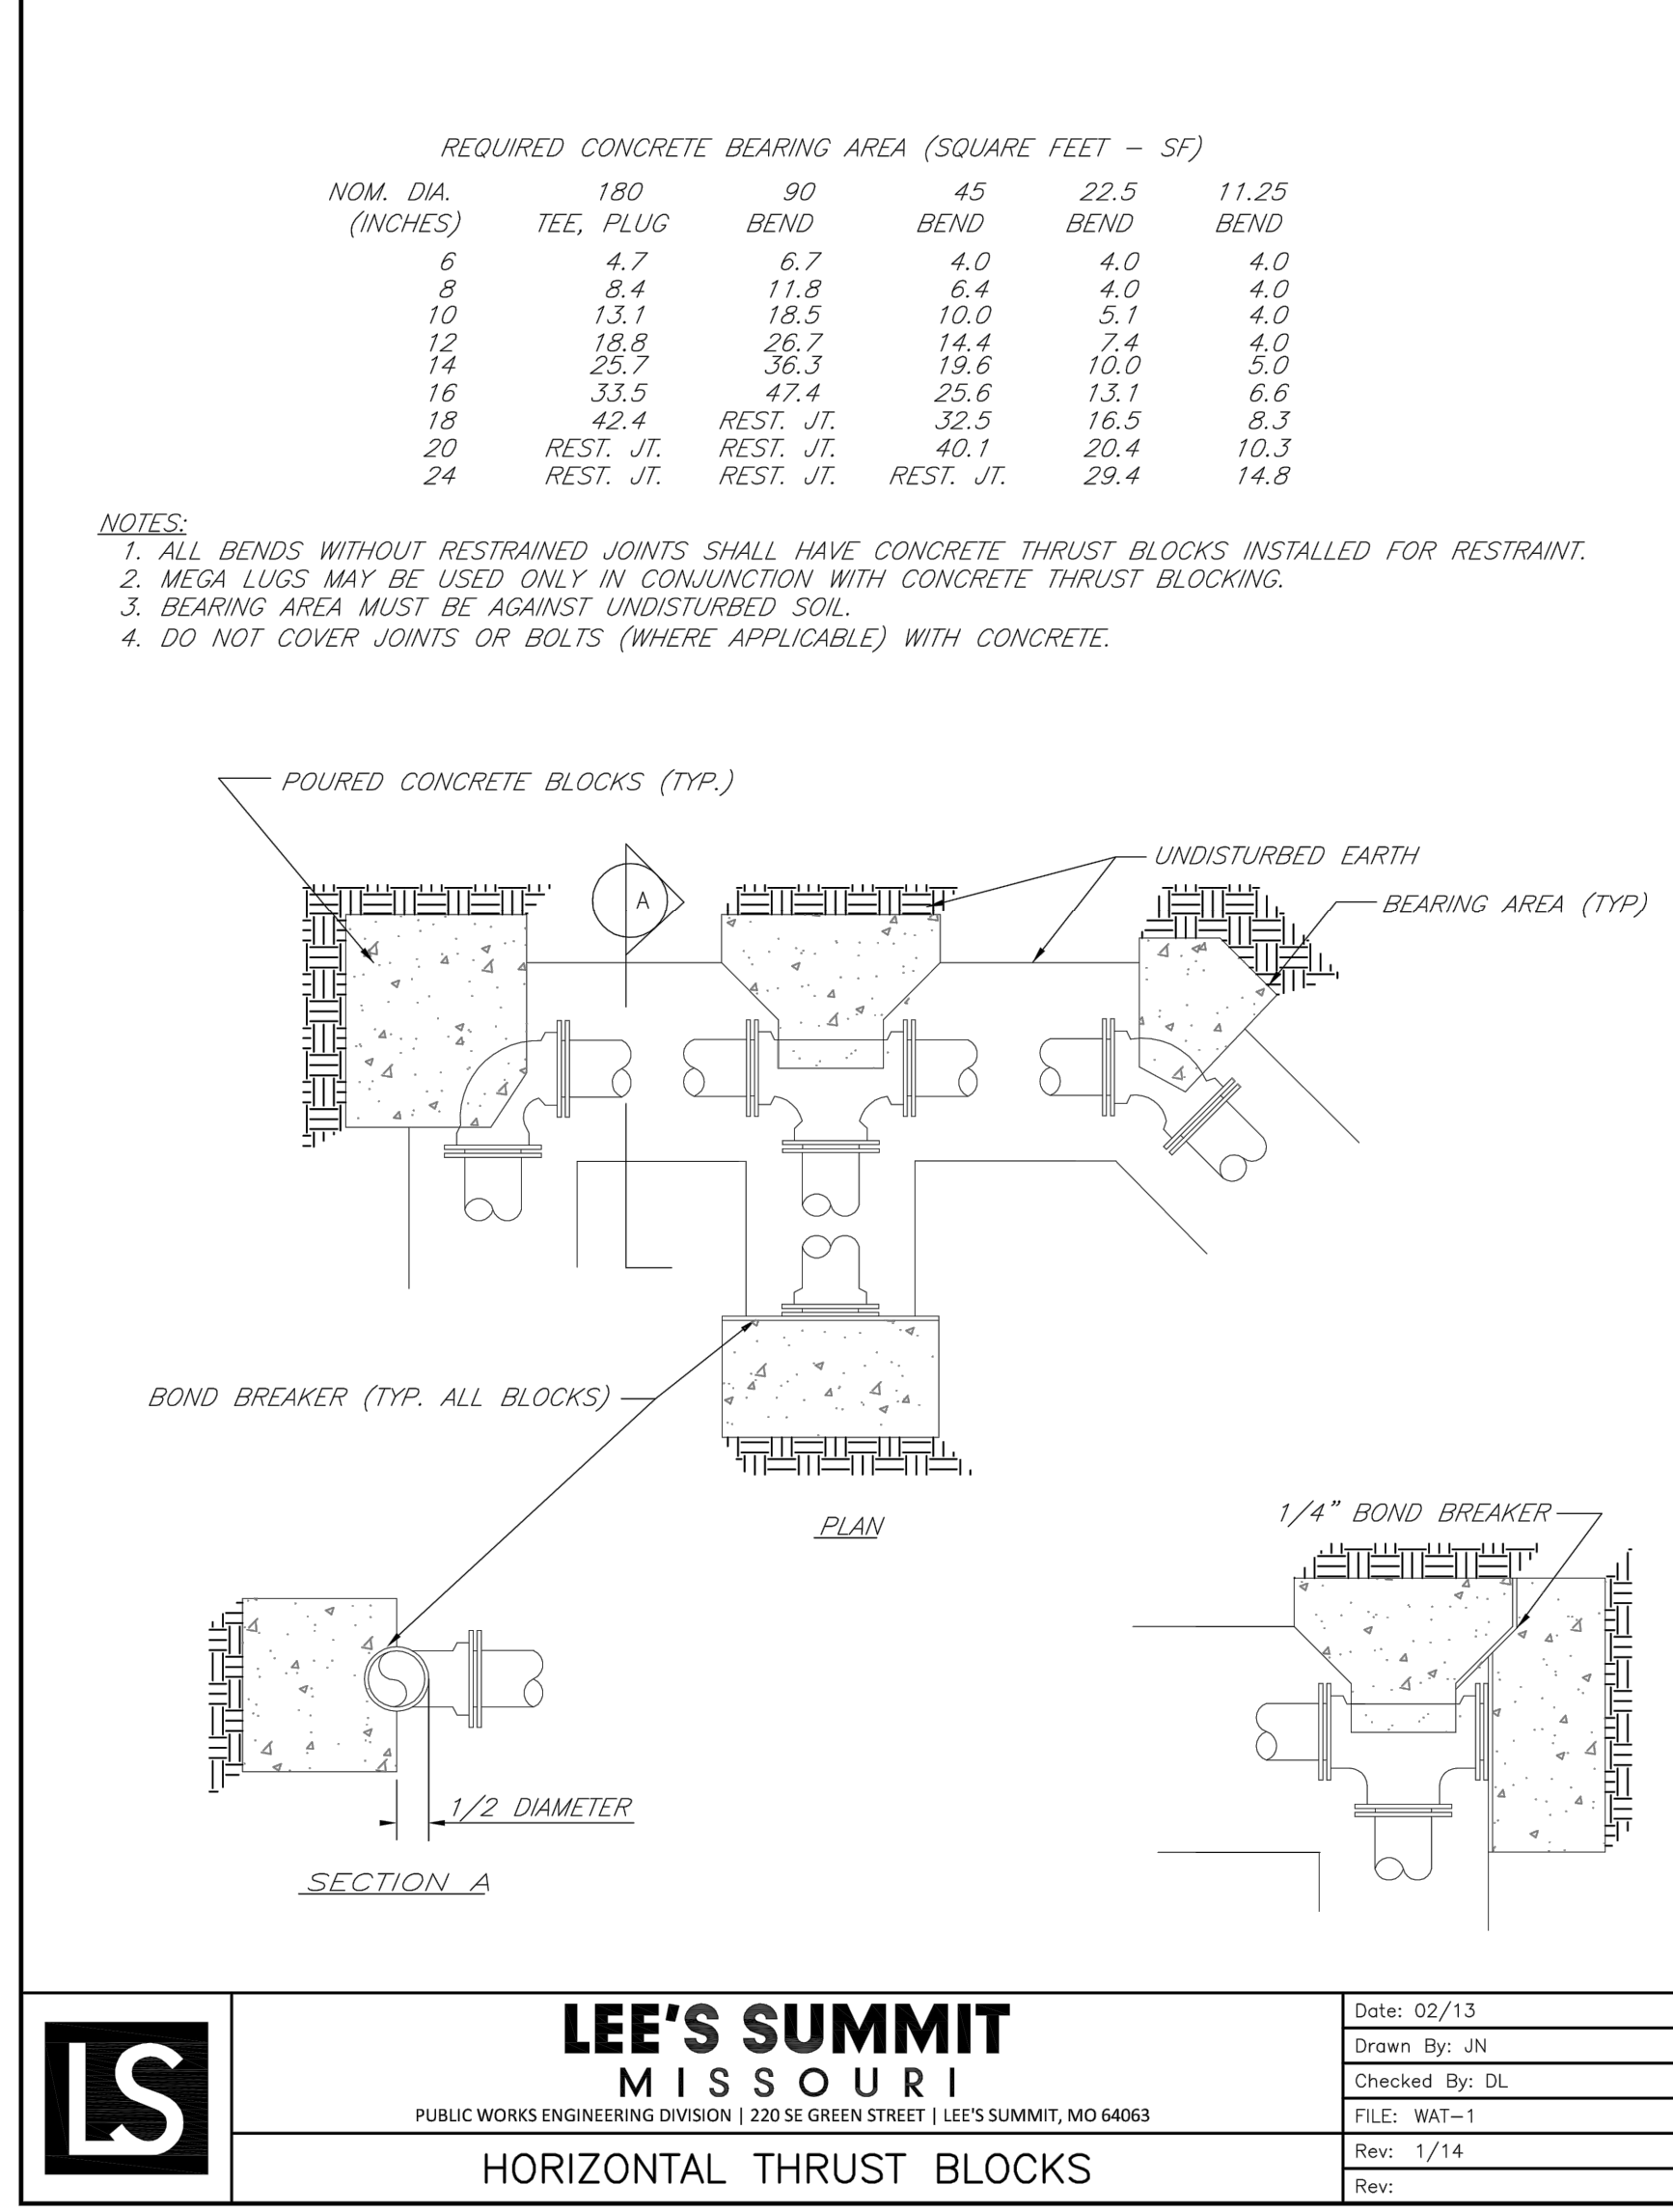 REQUIRED CONCRETE BEARING AREA (SQUARE FEET – SF)
NOM. DIA. 180 90 45 22.5 11.25
(INCHES) TEE, PLUG BEND BEND BEND BEND
6 4.7 6.7 4.0 4.0 4.0
8 8.4 11.8 6.4 4.0 4.0
10 13.1 18.5 10.0 5.1 4.0
12 18.8 26.7 14.4 7.4 4.0
14 25.7 36.3 19.6 10.0 5.0
16 33.5 47.4 25.6 13.1 6.6
18 42.4 REST. JT. 32.5 16.5 8.3
20 REST. JT. REST. JT. 40.1 20.4 10.3
24 REST. JT. REST. JT. REST. JT. 29.4 14.8
NOTES:
1. ALL BENDS WITHOUT RESTRAINED JOINTS SHALL HAVE CONCRETE THRUST BLOCKS INSTALLED FOR RESTRAINT.
2. MEGA LUGS MAY BE USED ONLY IN CONJUNCTION WITH CONCRETE THRUST BLOCKING.
3. BEARING AREA MUST BE AGAINST UNDISTURBED SOIL.
4. DO NOT COVER JOINTS OR BOLTS (WHERE APPLICABLE) WITH CONCRETE.
POURED CONCRETE BLOCKS (TYP.)
UNDISTURBED EARTH
A
BEARING AREA (TYP)
BOND BREAKER (TYP. ALL BLOCKS)
PLAN
1/4" BOND BREAKER
1/2 DIAMETER
SECTION A
LS
LEE'S SUMMIT
MISSOURI
PUBLIC WORKS ENGINEERING DIVISION | 220 SE GREEN STREET | LEE'S SUMMIT, MO 64063
HORIZONTAL THRUST BLOCKS
Date: 02/13
Drawn By: JN
Checked By: DL
FILE: WAT-1
Rev: 1/14
Rev: